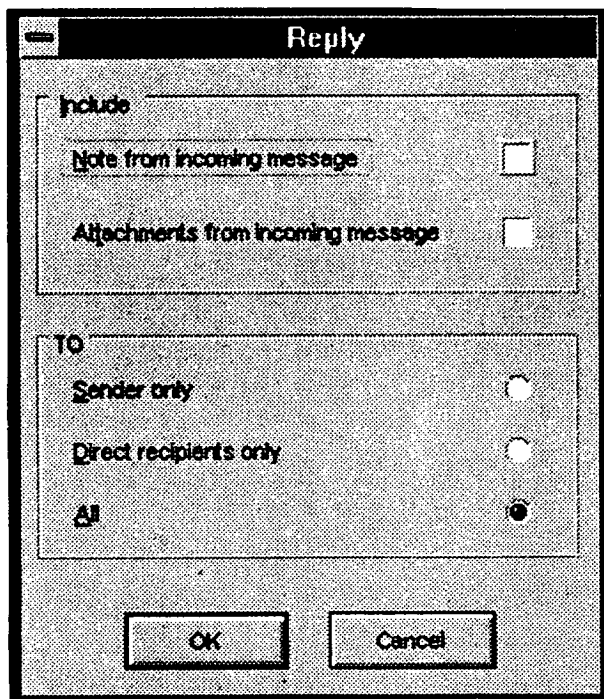 Reply
Include
Note from incoming message
Attachments from incoming message
TO
Sender only
Direct recipients only
All
OK
Cancel